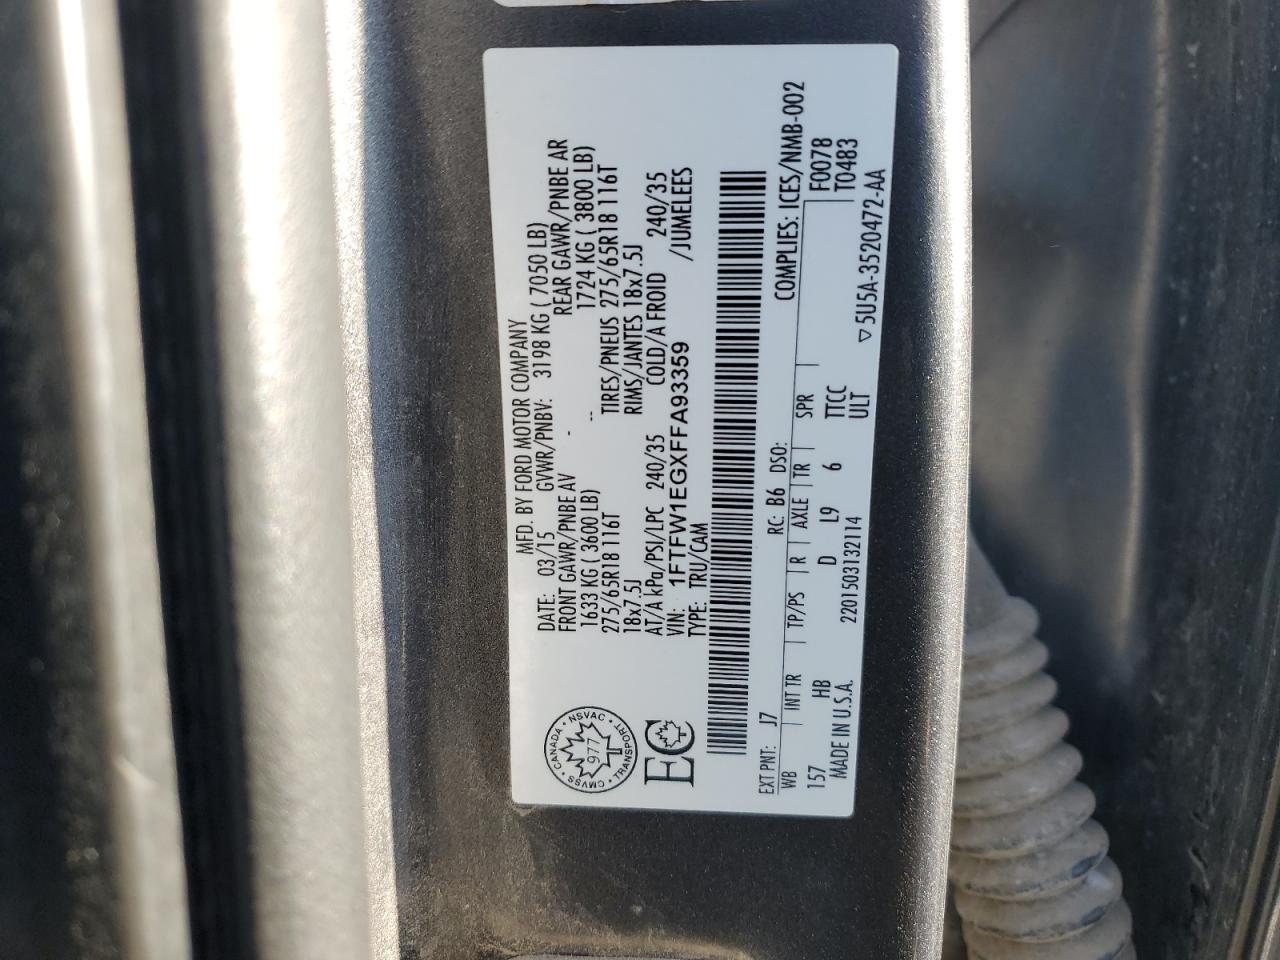 MFD. BY FORD MOTOR COMPANY
DATE: 03/15 GVWR/PNBV: 3198 KG ( 7050 LB)
FRONT GAWR/PNBE AV - REAR GAWR/PNBE AR
1633 KG ( 3600 LB) -- 1724 KG ( 3800 LB)
275/65R18 116T TIRES/PNEUS 275/65R18 116T
18x7.5J RIMS/JANTES 18x7.5J
AT/A kPa/PSI/LPC 240/35 COLD/A FROID 240/35
VIN: 1FTFW1EGXFFA93359 /JUMELEES
TYPE: TRU/CAM
CANADA • NSVAC • TRANSPORT • CMVSS •
977
EC
EXT PNT: J7 RC: B6 DSO: COMPLIES: ICES/NMB-002
WB | INT TR | TP/PS | R | AXLE | TR | SPR | F0078
157 HB D L9 6 TTCC T0483
MADE IN U.S.A. 2201503132114 ULT ▽ 5U5A-3520472-AA